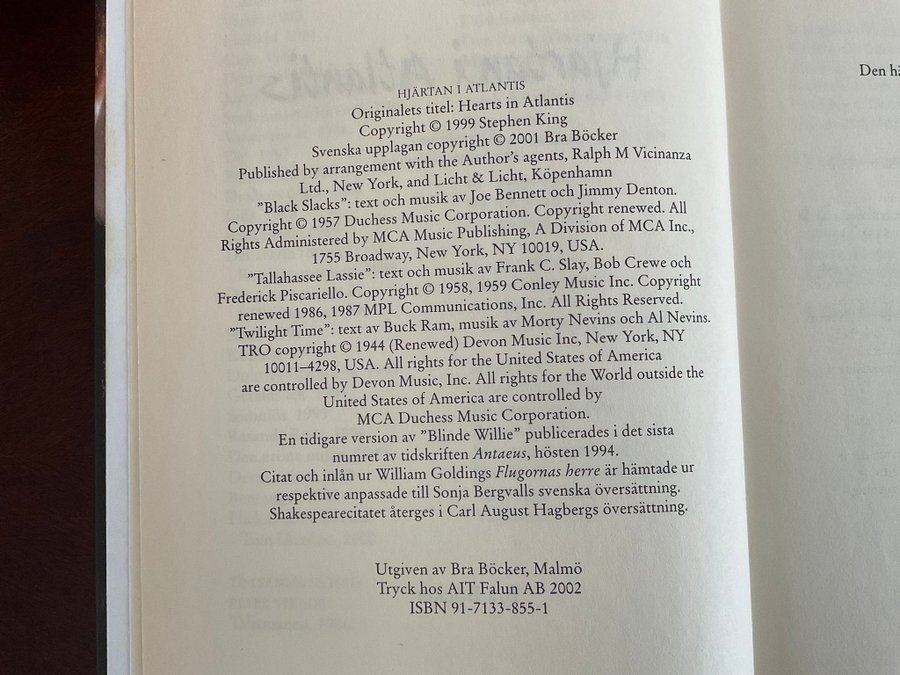 HJÄRTAN I ATLANTIS
Originalets titel: Hearts in Atlantis
Copyright © 1999 Stephen King
Svenska upplagan copyright © 2001 Bra Böcker
Published by arrangement with the Author's agents, Ralph M Vicinanza
Ltd., New York, and Licht & Licht, Köpenhamn
"Black Slacks": text och musik av Joe Bennett och Jimmy Denton.
Copyright © 1957 Duchess Music Corporation. Copyright renewed. All
Rights Administered by MCA Music Publishing, A Division of MCA Inc.,
1755 Broadway, New York, NY 10019, USA.
"Tallahassee Lassie": text och musik av Frank C. Slay, Bob Crewe och
Frederick Piscariello. Copyright © 1958, 1959 Conley Music Inc. Copyright
renewed 1986, 1987 MPL Communications, Inc. All Rights Reserved.
"Twilight Time": text av Buck Ram, musik av Morty Nevins och Al Nevins.
TRO copyright © 1944 (Renewed) Devon Music Inc, New York, NY
10011–4298, USA. All rights for the United States of America
are controlled by Devon Music, Inc. All rights for the World outside the
United States of America are controlled by
MCA Duchess Music Corporation.
En tidigare version av "Blinde Willie" publicerades i det sista
numret av tidskriften Antaeus, hösten 1994.
Citat och inlån ur William Goldings Flugornas herre är hämtade ur
respektive anpassade till Sonja Bergvalls svenska översättning.
Shakespearecitatet återges i Carl August Hagbergs översättning.
Utgiven av Bra Böcker, Malmö
Tryck hos AIT Falun AB 2002
ISBN 91-7133-855-1
Den